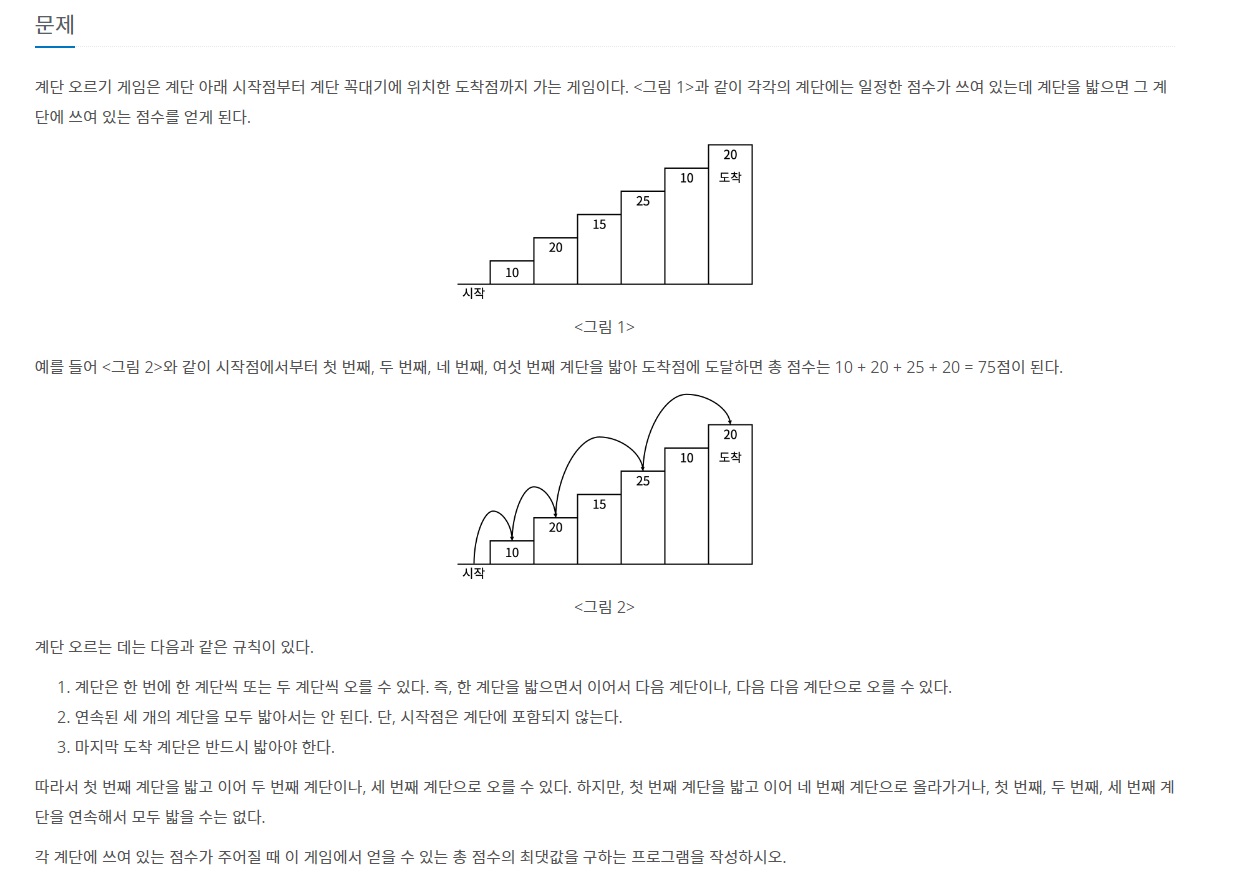 문제
계단 오르기 게임은 계단 아래 시작점부터 계단 꼭대기에 위치한 도착점까지 가는 게임이다. <그림 1>과 같이 각각의 계단에는 일정한 점수가 쓰여 있는데 계단을 밟으면 그 계
단에 쓰여 있는 점수를 얻게 된다.
20
도착
10
25
15
20
10
시작
<그림 1>
예를 들어 <그림 2>와 같이 시작점에서부터 첫 번째, 두 번째, 네 번째, 여섯 번째 계단을 밟아 도착점에 도달하면 총 점수는 10 + 20 + 25 + 20 = 75점이 된다.
20
도착
10
25
15
20
10
시작
<그림 2>
계단 오르는 데는 다음과 같은 규칙이 있다.
1. 계단은 한 번에 한 계단씩 또는 두 계단씩 오를 수 있다. 즉, 한 계단을 밟으면서 이어서 다음 계단이나, 다음 다음 계단으로 오를 수 있다.
2. 연속된 세 개의 계단을 모두 밟아서는 안 된다. 단, 시작점은 계단에 포함되지 않는다.
3. 마지막 도착 계단은 반드시 밟아야 한다.
따라서 첫 번째 계단을 밟고 이어 두 번째 계단이나, 세 번째 계단으로 오를 수 있다. 하지만, 첫 번째 계단을 밟고 이어 네 번째 계단으로 올라가거나, 첫 번째, 두 번째, 세 번째 계
단을 연속해서 모두 밟을 수는 없다.
각 계단에 쓰여 있는 점수가 주어질 때 이 게임에서 얻을 수 있는 총 점수의 최댓값을 구하는 프로그램을 작성하시오.